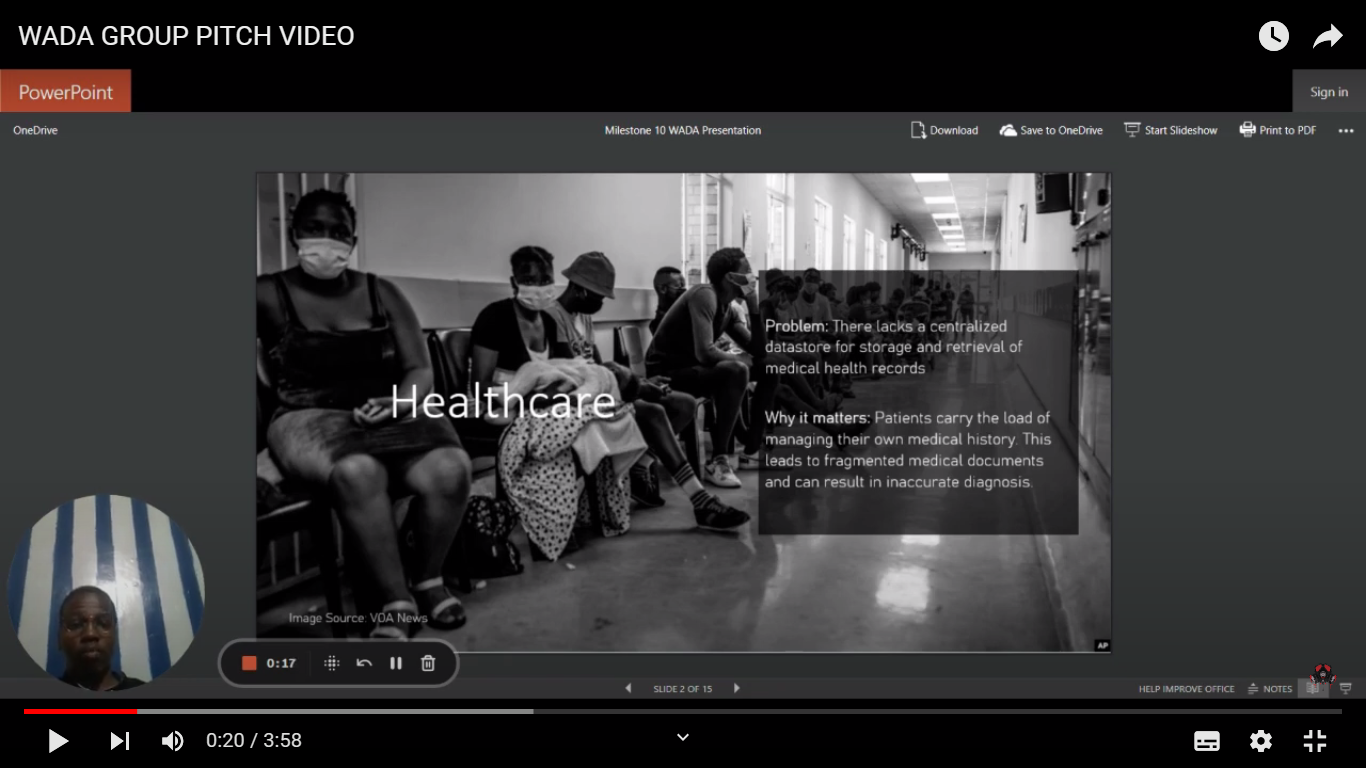 WADA GROUP PITCH VIDEO
PowerPoint
Sign in
OneDrive
Milestone 10 WADA Presentation
Download
Save to OneDrive
Start Slideshow
Print to PDF
Healthcare
Problem: There lacks a centralized
datastore for storage and retrieval of
medical health records
Why it matters: Patients carry the load of
managing their own medical history. This
leads to fragmented medical documents
and can result in inaccurate diagnosis.
Image Source: VOA News
AP
0:17
SLIDE 2 OF 15
HELP IMPROVE OFFICE
NOTES
0:20 / 3:58